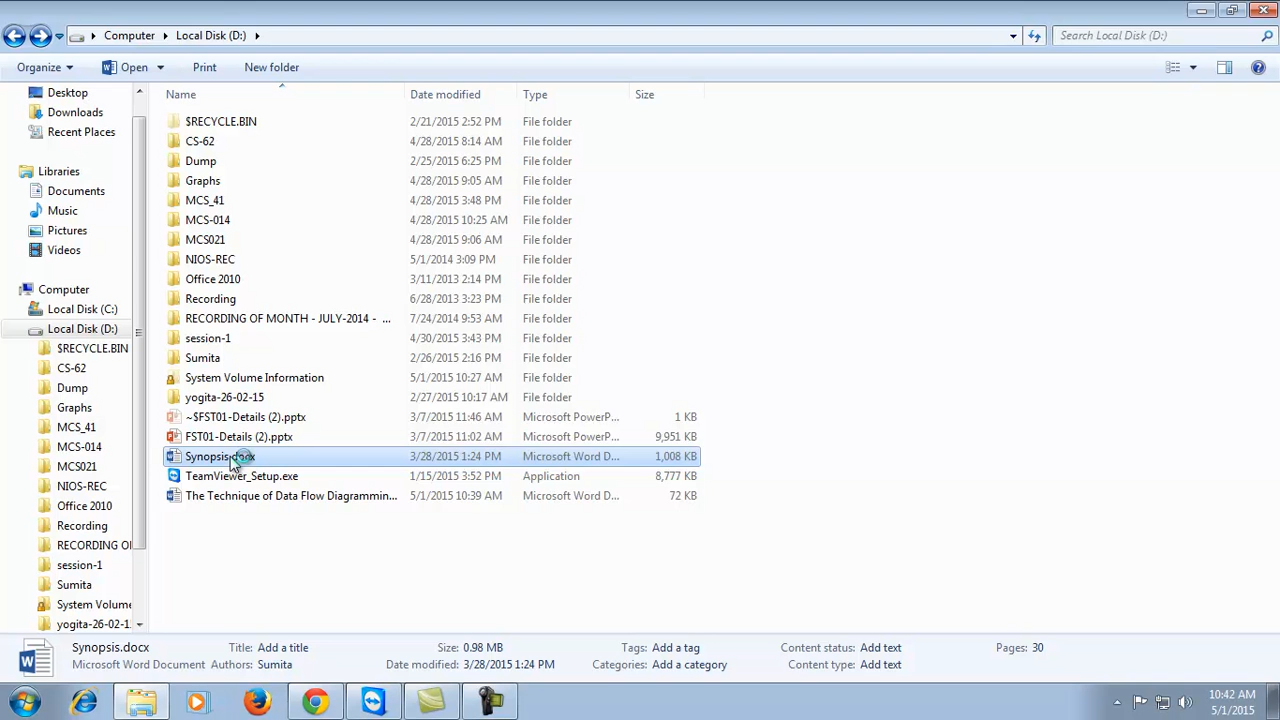 Computer Local Disk (D:) Search Local Disk (D:)
Organize Open Print New folder
Name Date modified Type Size
Desktop
Downloads
Recent Places
Libraries
Documents
Music
Pictures
Videos
Computer
Local Disk (C:)
Local Disk (D:)
$RECYCLE.BIN
CS-62
Dump
Graphs
MCS_41
MCS-014
MCS021
NIOS-REC
Office 2010
Recording
RECORDING OF
session-1
Sumita
System Volume
yogita-26-02-1
$RECYCLE.BIN 2/21/2015 2:52 PM File folder
CS-62 4/28/2015 8:14 AM File folder
Dump 2/25/2015 6:25 PM File folder
Graphs 4/28/2015 9:05 AM File folder
MCS_41 4/28/2015 3:48 PM File folder
MCS-014 4/28/2015 10:25 AM File folder
MCS021 4/28/2015 9:06 AM File folder
NIOS-REC 5/1/2014 3:09 PM File folder
Office 2010 3/11/2013 2:14 PM File folder
Recording 6/28/2013 3:23 PM File folder
RECORDING OF MONTH - JULY-2014 - ... 7/24/2014 9:53 AM File folder
session-1 4/30/2015 3:43 PM File folder
Sumita 2/26/2015 2:16 PM File folder
System Volume Information 5/1/2015 10:27 AM File folder
yogita-26-02-15 2/27/2015 10:17 AM File folder
~$FST01-Details (2).pptx 3/7/2015 11:46 AM Microsoft PowerP... 1 KB
FST01-Details (2).pptx 3/7/2015 11:02 AM Microsoft PowerP... 9,951 KB
Synopsis.docx 3/28/2015 1:24 PM Microsoft Word D... 1,008 KB
TeamViewer_Setup.exe 1/15/2015 3:52 PM Application 8,777 KB
The Technique of Data Flow Diagrammin... 5/1/2015 10:39 AM Microsoft Word D... 72 KB
Synopsis.docx Title: Add a title Size: 0.98 MB Tags: Add a tag Content status: Add text Pages: 30
Microsoft Word Document Authors: Sumita Date modified: 3/28/2015 1:24 PM Categories: Add a category Content type: Add text
10:42 AM
5/1/2015